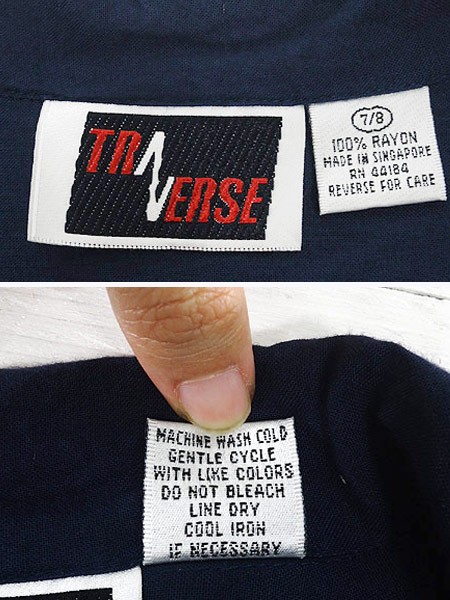 TRAVERSE
7/8
100% RAYON
MADE IN SINGAPORE
RN 44184
REVERSE FOR CARE
MACHINE WASH COLD
GENTLE CYCLE
WITH LIKE COLORS
DO NOT BLEACH
LINE DRY
COOL IRON
IF NECESSARY